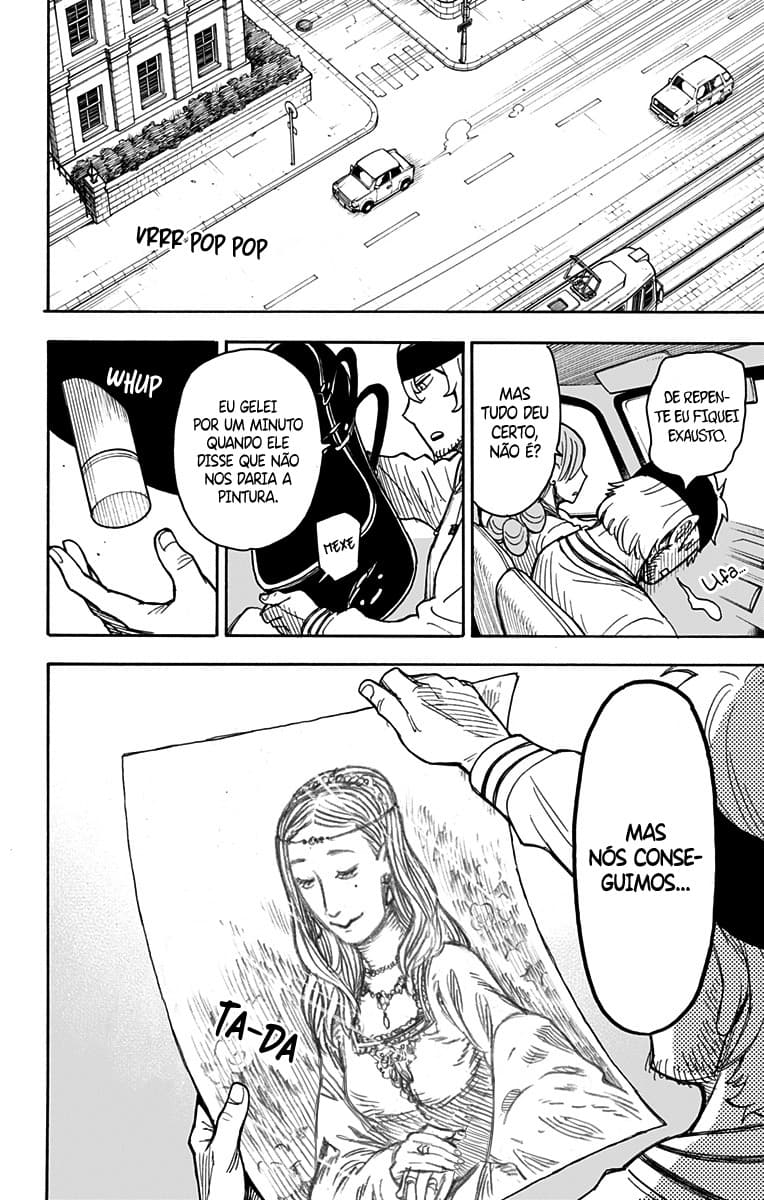 VRRR POP POP
DE REPEN-
TE EU FIQUEI
EXAUSTO.
Ufa...
MAS
TUDO DEU
CERTO,
NÃO É?
EU GELEI
POR UM MINUTO
QUANDO ELE
DISSE QUE NÃO
NOS DARIA A
PINTURA.
MEXE
WHUP
MAS
NÓS CONSE-
GUIMOS...
TA-DA